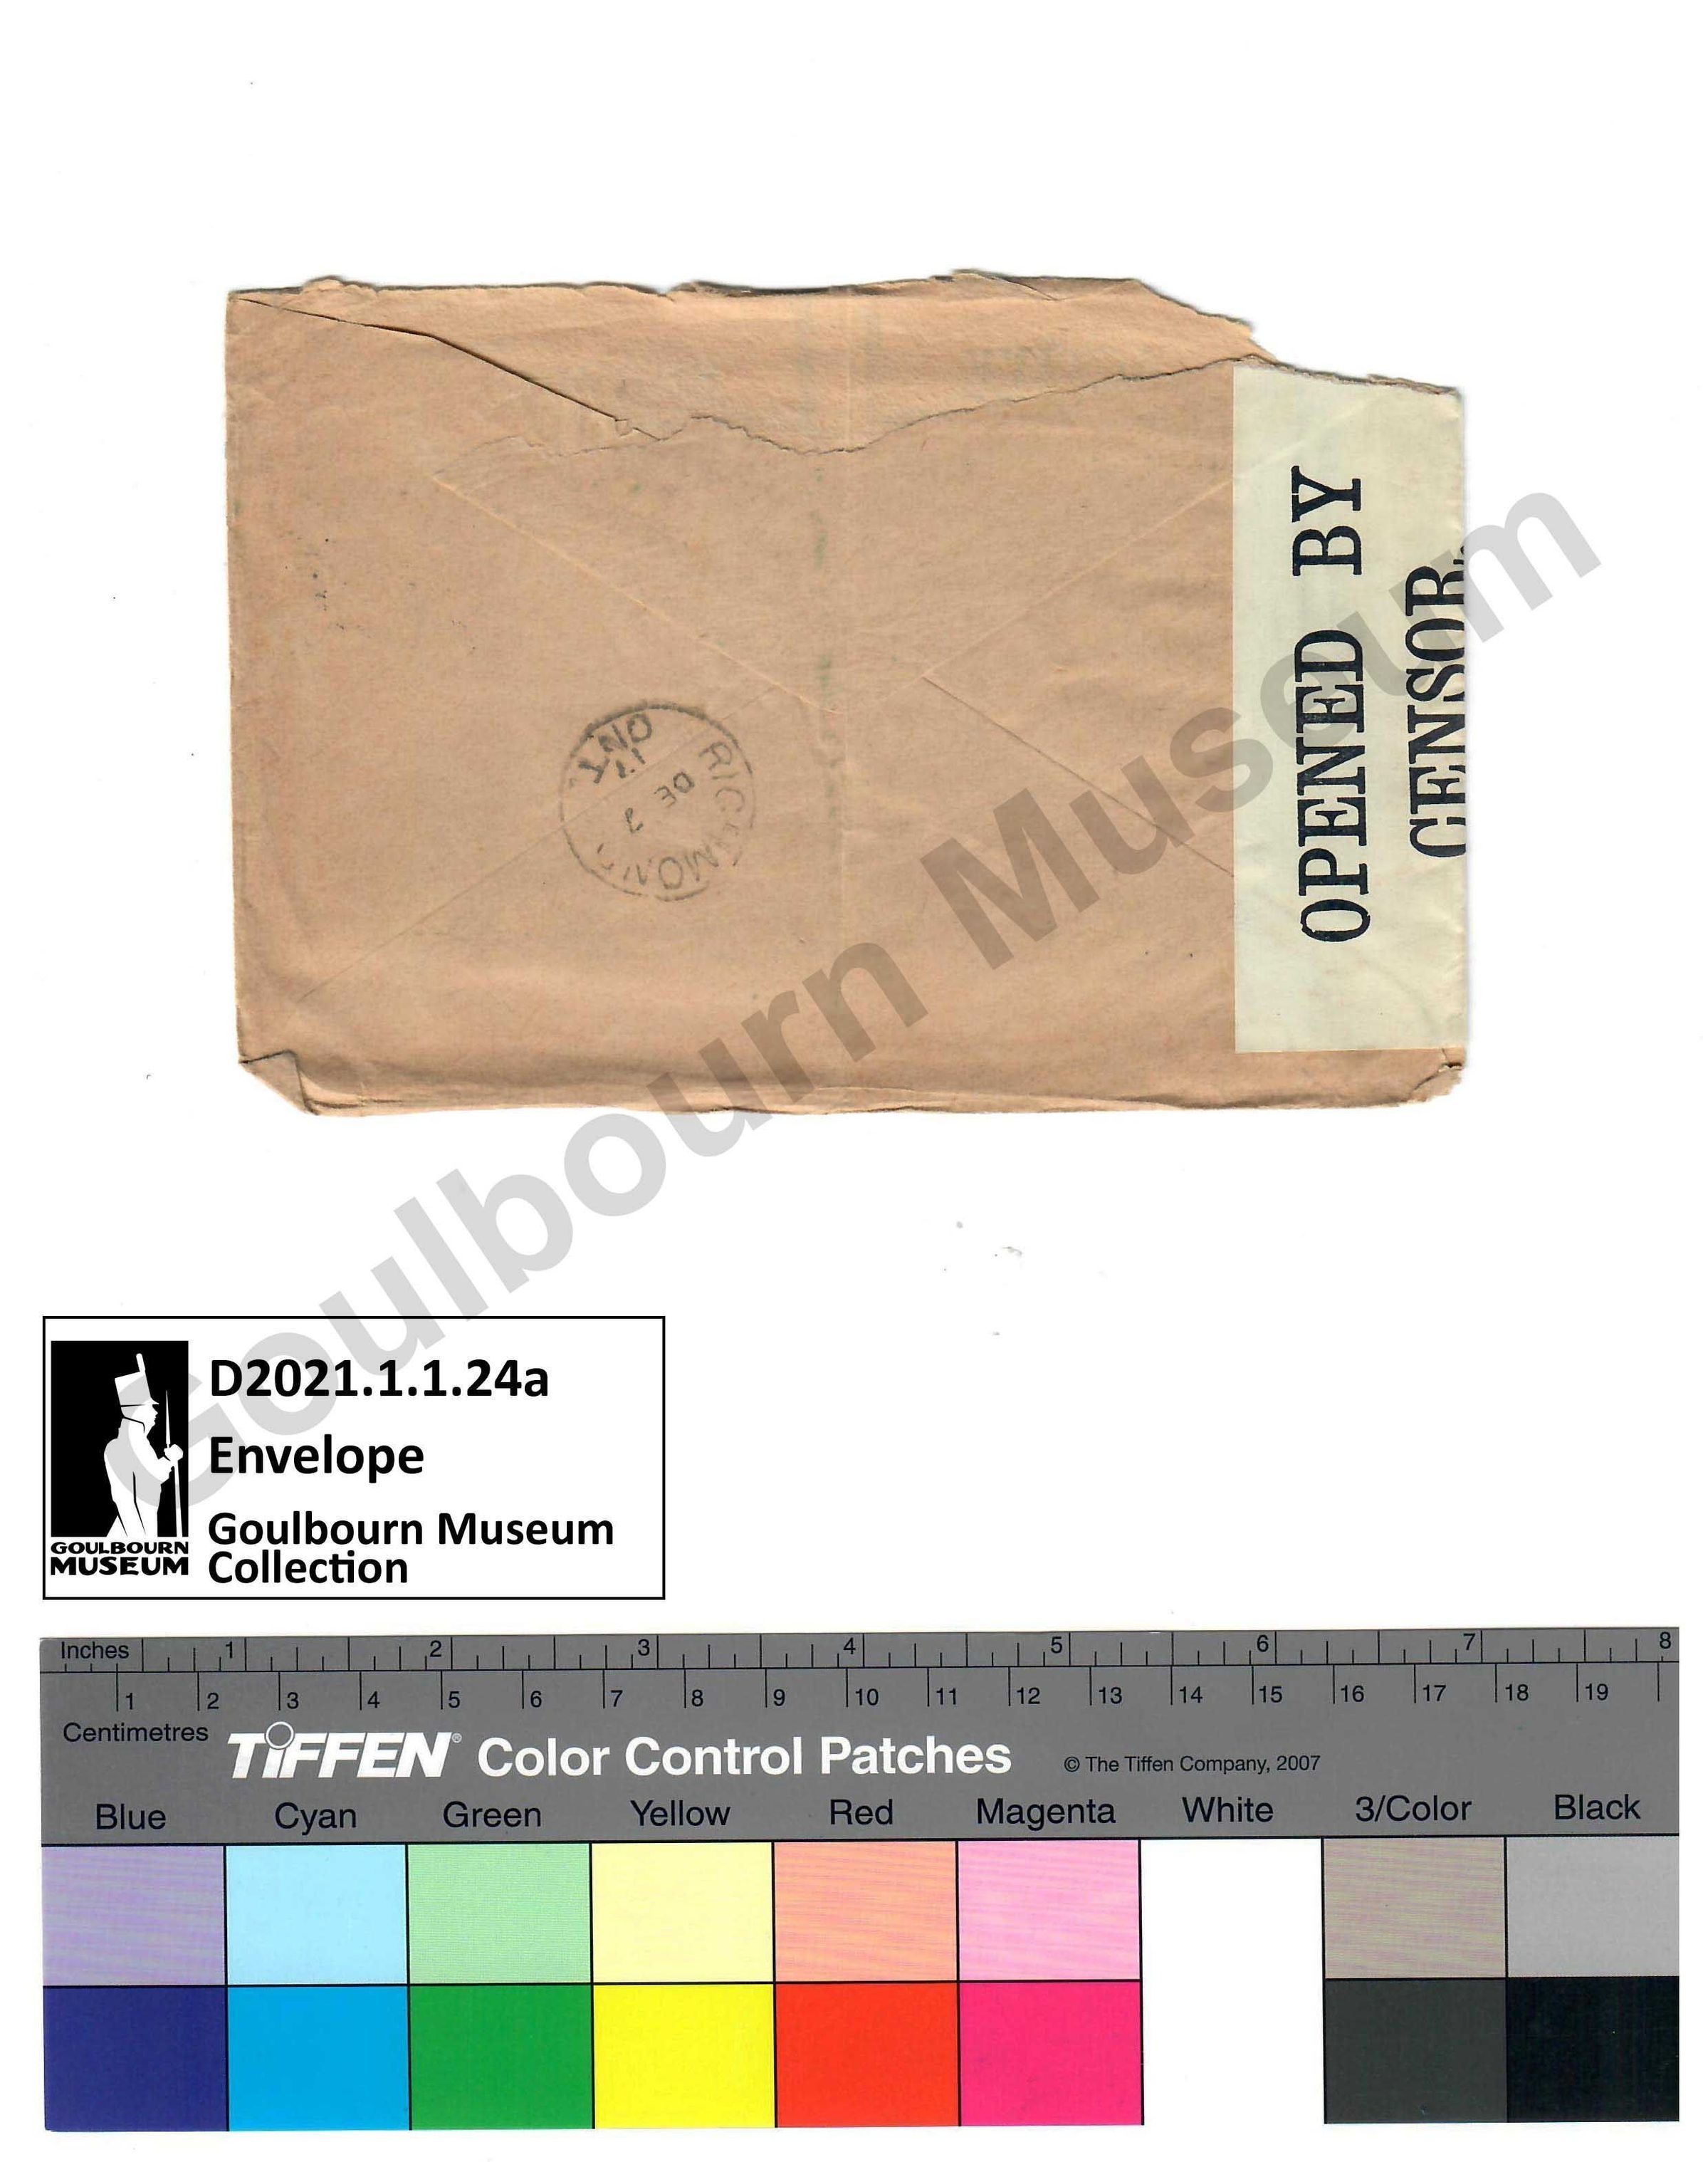 OPENED BY
CENSOR.
RICHMOND
DE 3
17
ONT
Goulbourn Museum
D2021.1.1.24a
Envelope
Goulbourn Museum
Collection
GOULBOURN
MUSEUM
Inches 1 2 3 4 5 6 7 8
1 2 3 4 5 6 7 8 9 10 11 12 13 14 15 16 17 18 19
Centimetres
TIFFEN® Color Control Patches © The Tiffen Company, 2007
Blue Cyan Green Yellow Red Magenta White 3/Color Black